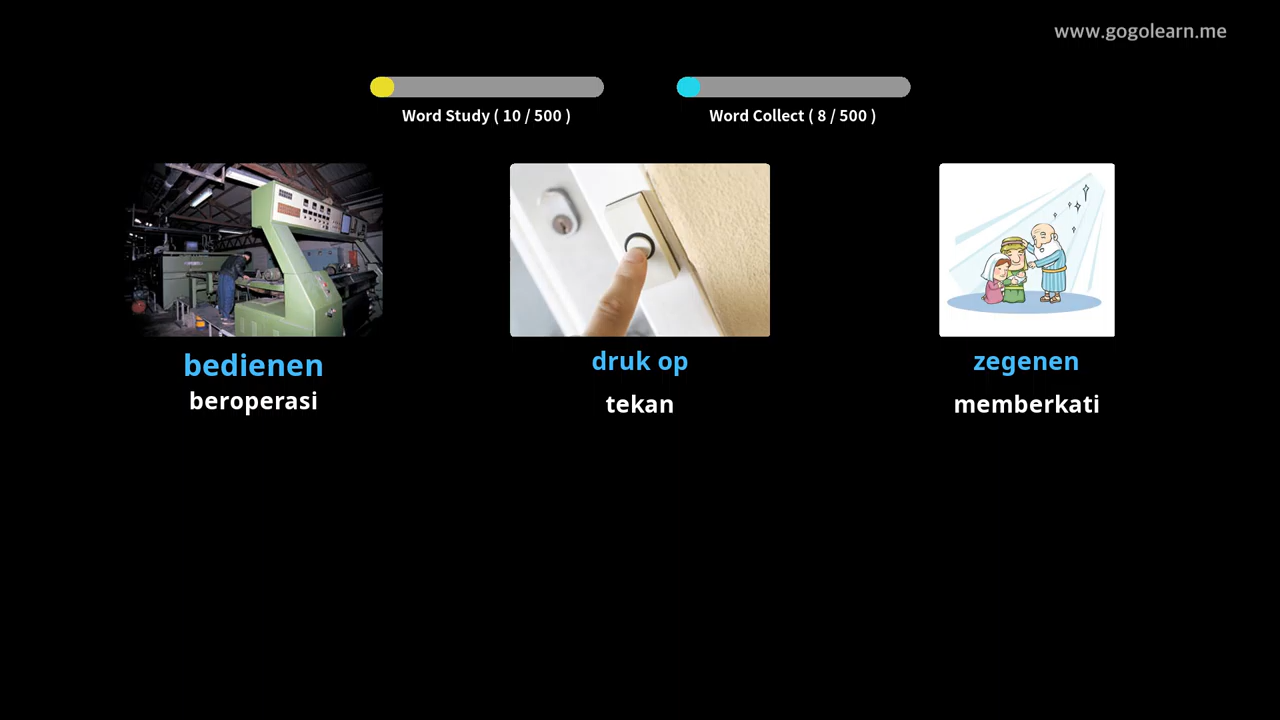 www.gogolearn.me
Word Study ( 10 / 500 )
Word Collect ( 8 / 500 )
bedienen
beroperasi
druk op
tekan
zegenen
memberkati